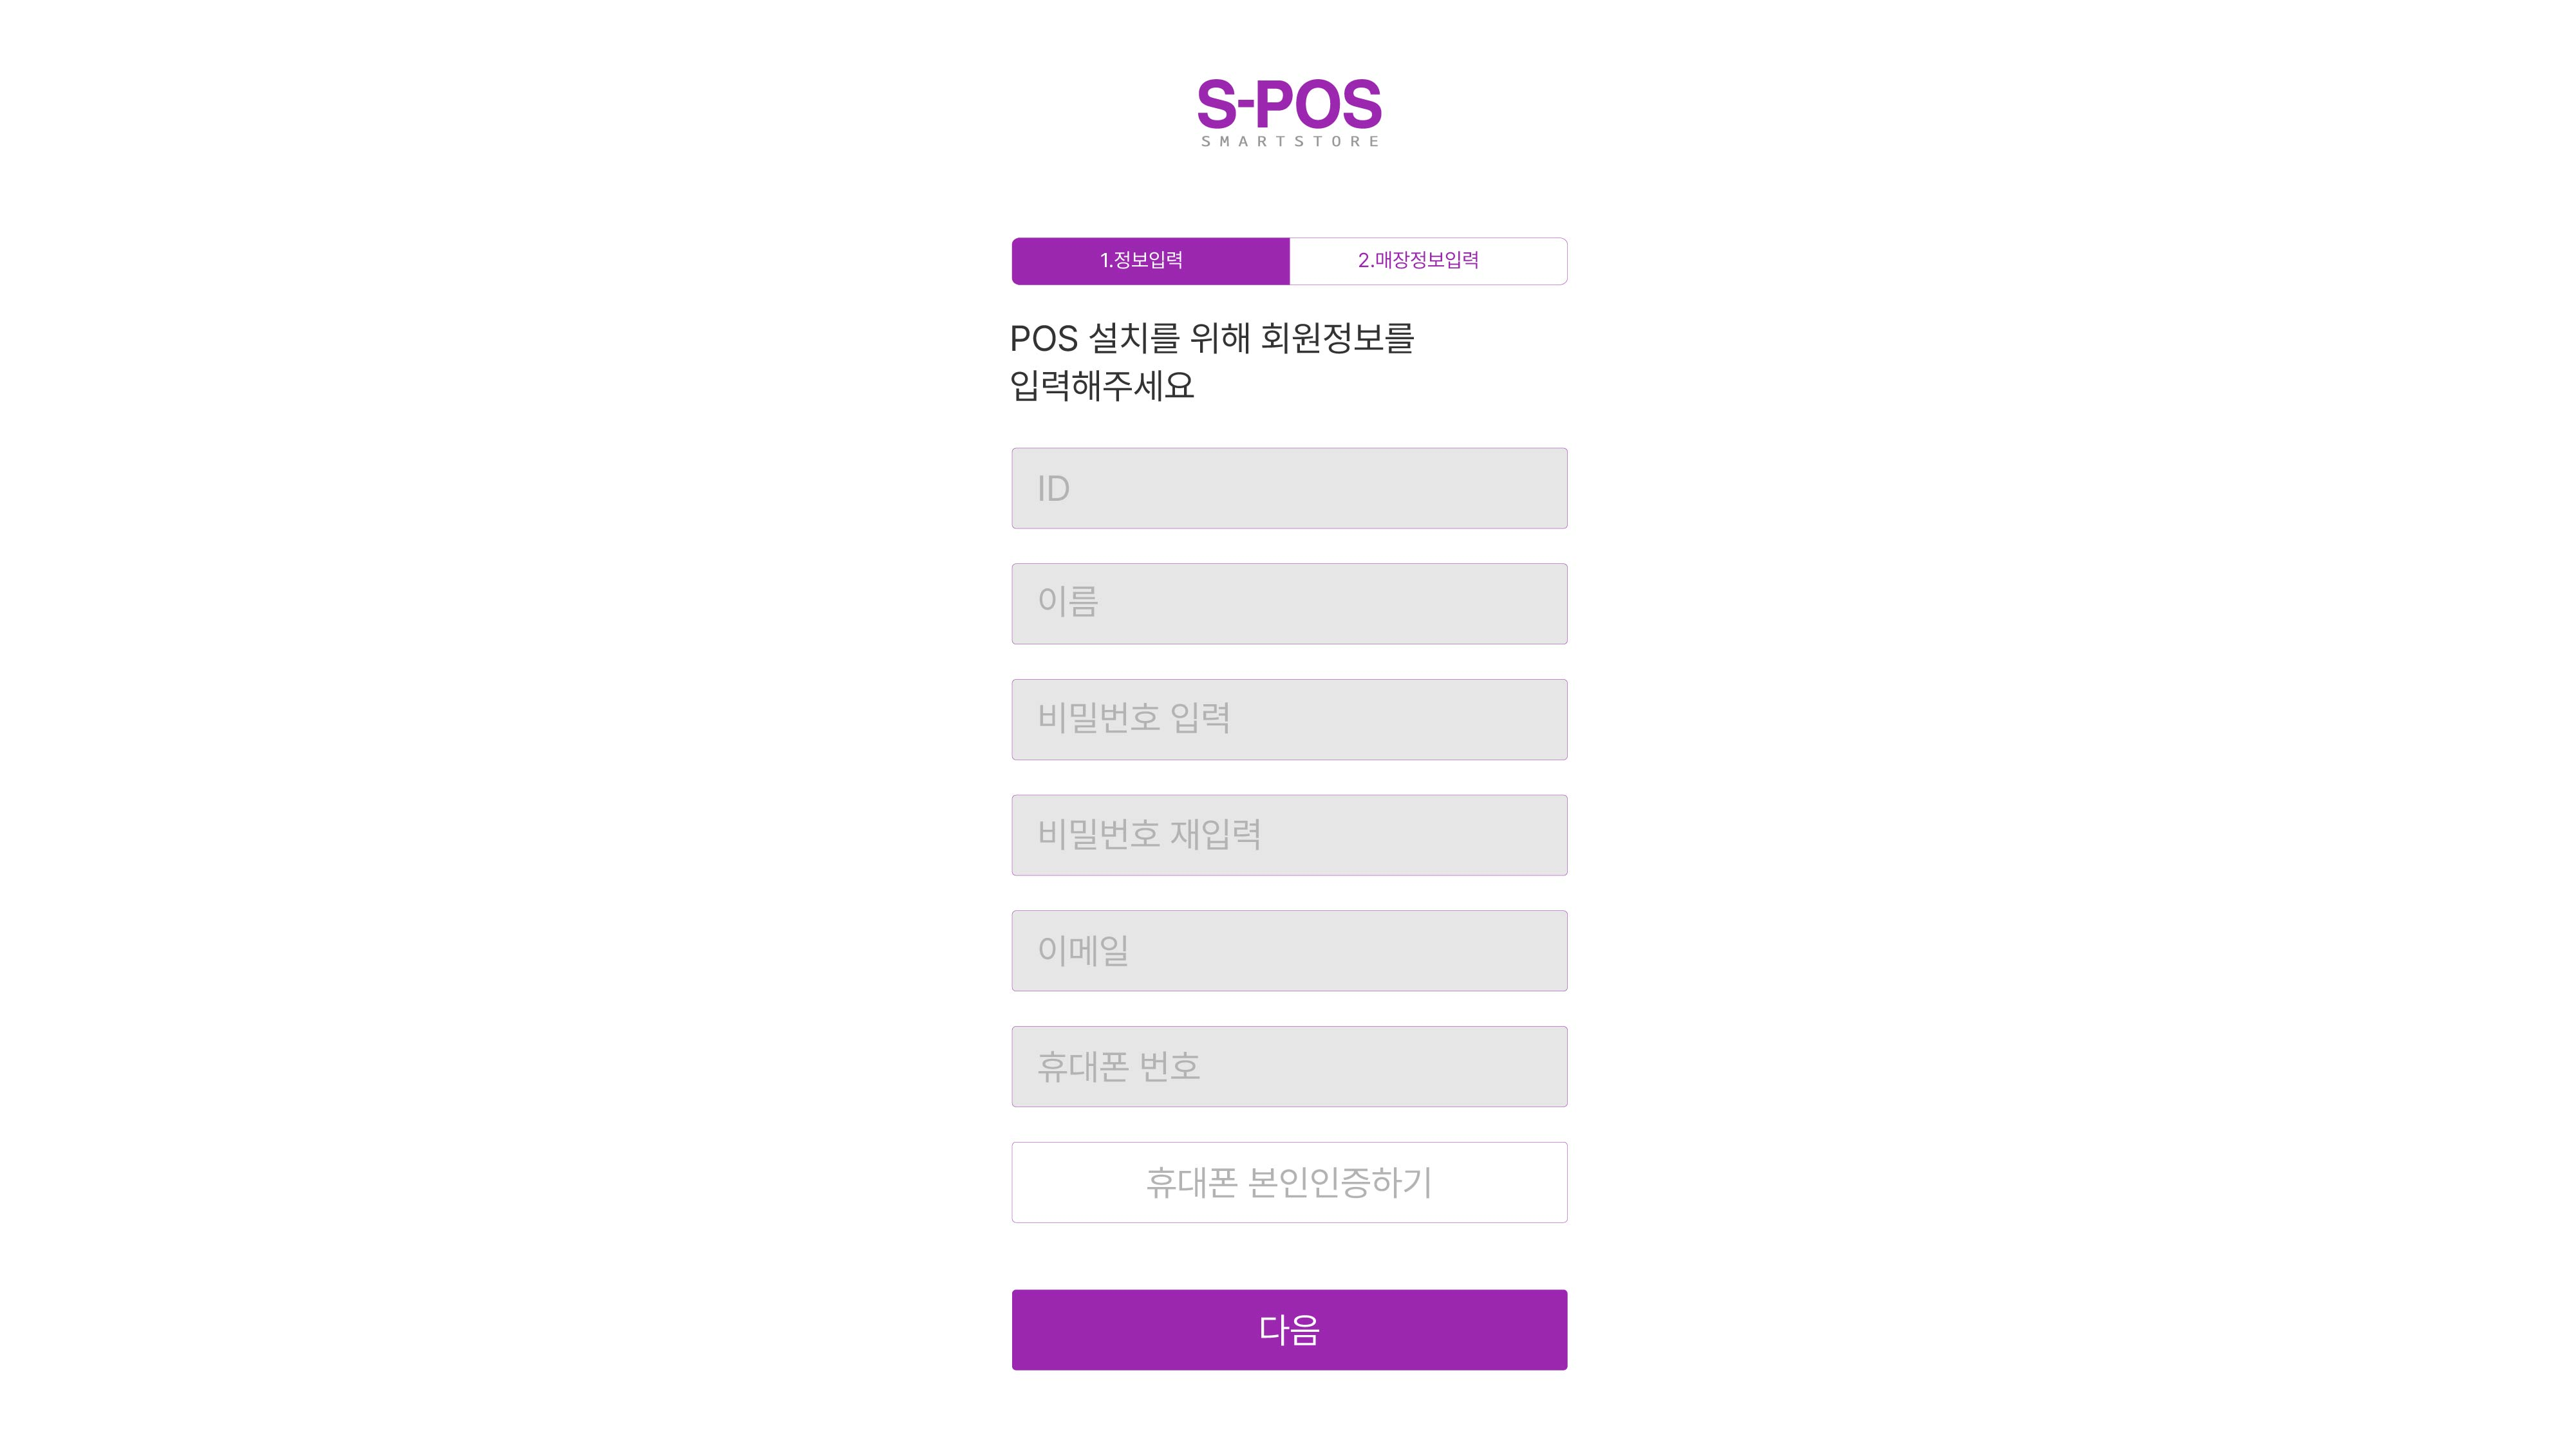 S-POS
SMARTSTORE
1.정보입력
2.매장정보입력
POS 설치를 위해 회원정보를
입력해주세요
ID
이름
비밀번호 입력
비밀번호 재입력
이메일
휴대폰 번호
휴대폰 본인인증하기
다음